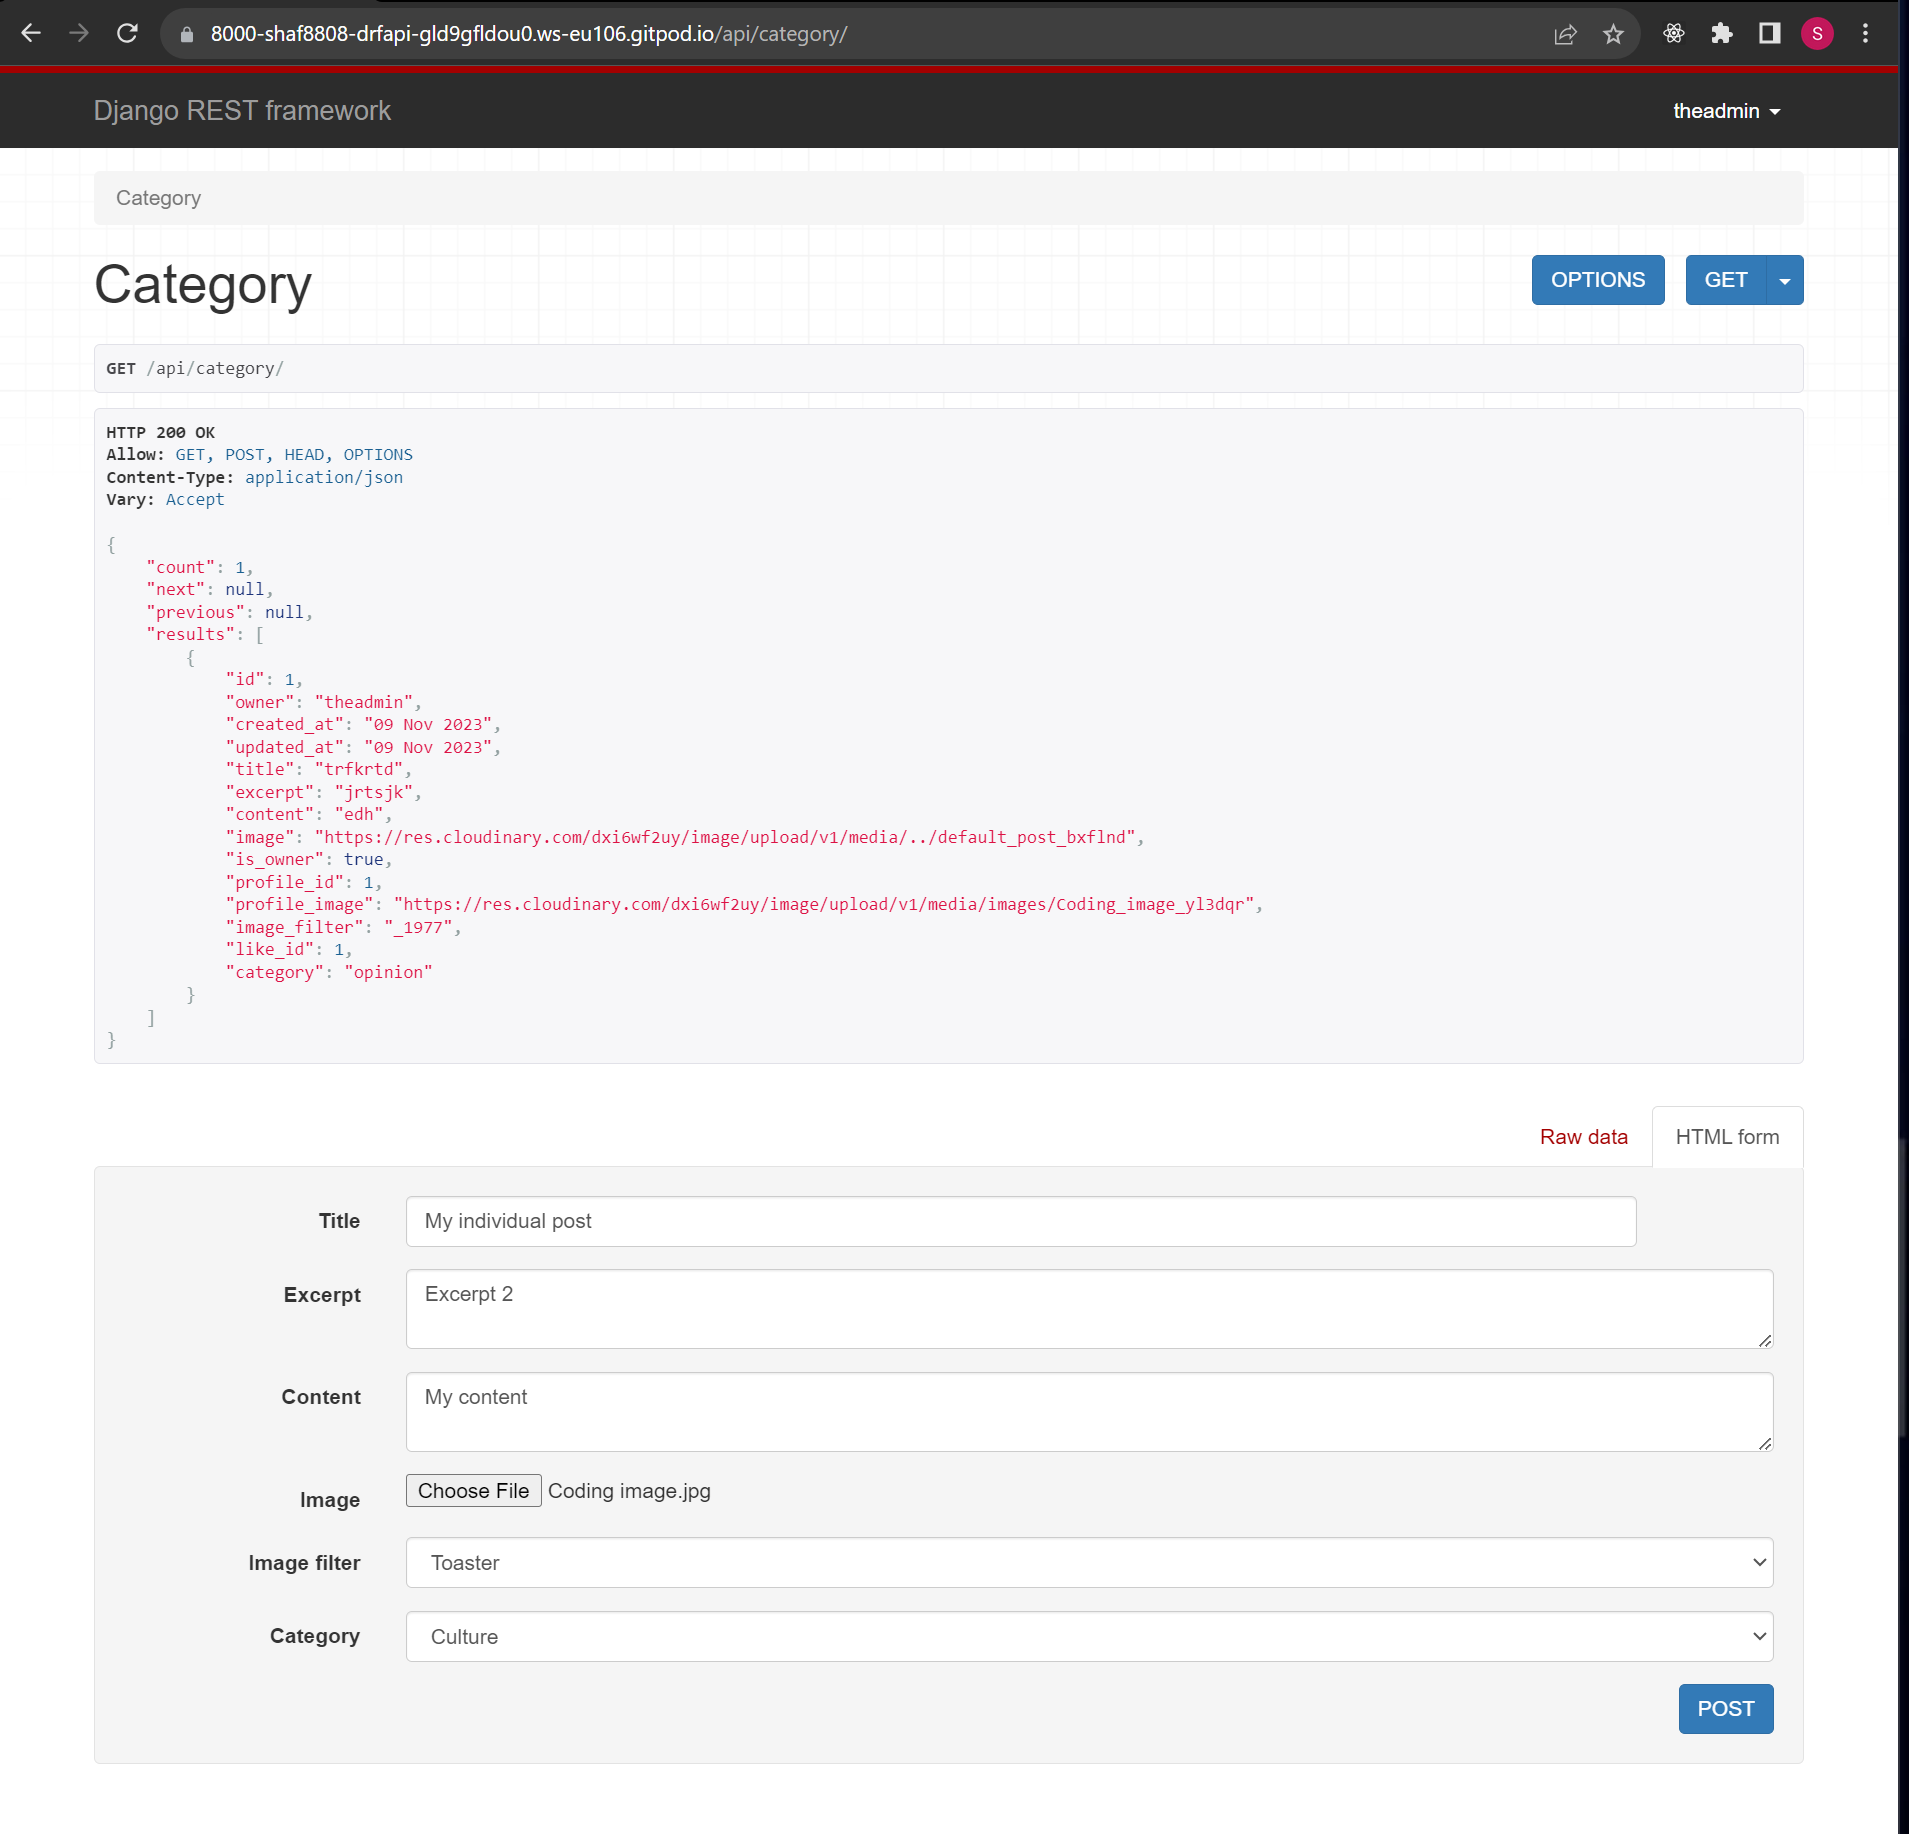 8000-shaf8808-drfapi-gld9gfldou0.ws-eu106.gitpod.io/api/category/
S
Django REST framework
theadmin
Category
Category
OPTIONS
GET
GET /api/category/
HTTP 200 OK
Allow: GET, POST, HEAD, OPTIONS
Content-Type: application/json
Vary: Accept
{
    "count": 1,
    "next": null,
    "previous": null,
    "results": [
        {
            "id": 1,
            "owner": "theadmin",
            "created_at": "09 Nov 2023",
            "updated_at": "09 Nov 2023",
            "title": "trfkrtd",
            "excerpt": "jrtsjk",
            "content": "edh",
            "image": "https://res.cloudinary.com/dxi6wf2uy/image/upload/v1/media/../default_post_bxflnd",
            "is_owner": true,
            "profile_id": 1,
            "profile_image": "https://res.cloudinary.com/dxi6wf2uy/image/upload/v1/media/images/Coding_image_yl3dqr",
            "image_filter": "_1977",
            "like_id": 1,
            "category": "opinion"
        }
    ]
}
Raw data
HTML form
Title
My individual post
Excerpt
Excerpt 2
Content
My content
Image
Choose File Coding image.jpg
Image filter
Toaster
Category
Culture
POST